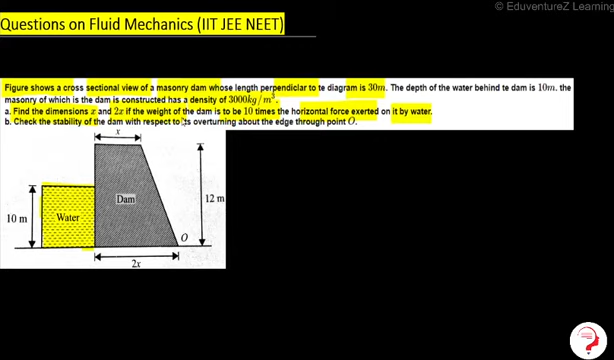 © EduventureZ Learning
Questions on Fluid Mechanics (IIT JEE NEET)
Figure shows a cross sectional view of a masonry dam whose length perpendiclar to te diagram is 30m. The depth of the water behind te dam is 10m. the
masonry of which is the dam is constructed has a density of 3000kg/m³.
a. Find the dimensions x and 2x if the weight of the dam is to be 10 times the horizontal force exerted on it by water.
b. Check the stability of the dam with respect to its overturning about the edge through point O.
x
Dam
12 m
10 m
Water
O
2x